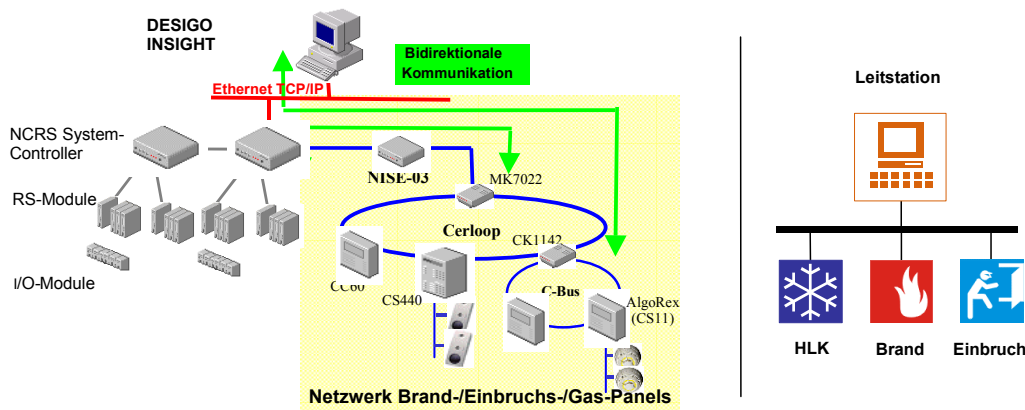 DESIGO
INSIGHT
Bidirektionale
Kommunikation
Ethernet TCP/IP
NCRS System-
Controller
NISE-03
MK7022
RS-Module
Cerloop
CK1142
I/O-Module
CC60
CS440
C-Bus
AlgoRex
(CS11)
Netzwerk Brand-/Einbruchs-/Gas-Panels
Leitstation
HLK
Brand
Einbruch